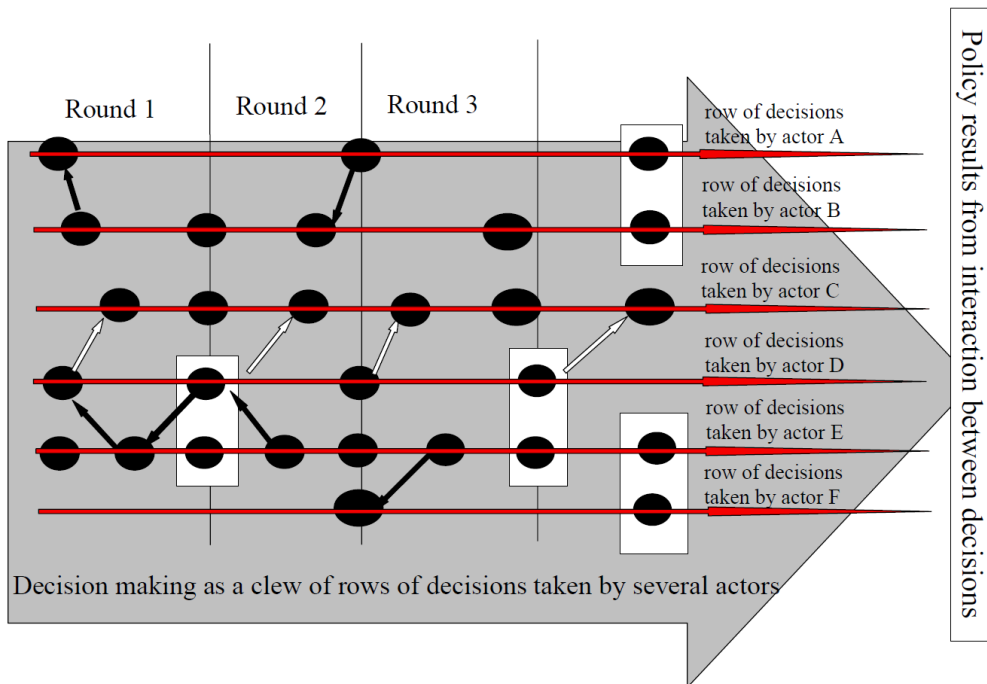 Round 1
Round 2
Round 3
row of decisions
taken by actor A
row of decisions
taken by actor B
row of decisions
taken by actor C
row of decisions
taken by actor D
row of decisions
taken by actor E
row of decisions
taken by actor F
Decision making as a clew of rows of decisions taken by several actors
Policy results from interaction between decisions